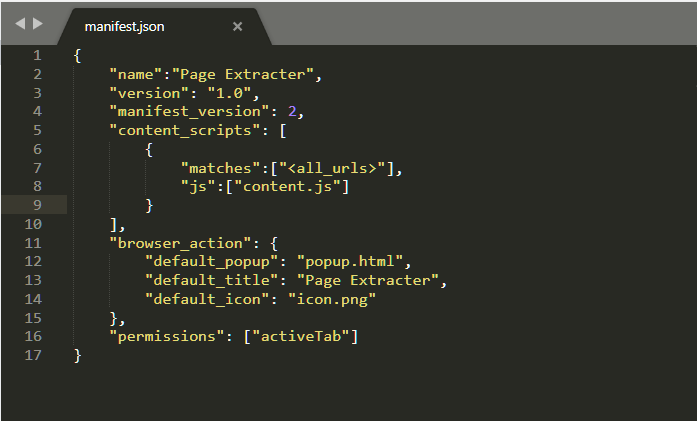 manifest.json
1 {
2     "name":"Page Extracter",
3     "version": "1.0",
4     "manifest_version": 2,
5     "content_scripts": [
6         {
7             "matches":["<all_urls>"],
8             "js":["content.js"]
9         }
10     ],
11     "browser_action": {
12         "default_popup": "popup.html",
13         "default_title": "Page Extracter",
14         "default_icon": "icon.png"
15     },
16     "permissions": ["activeTab"]
17 }